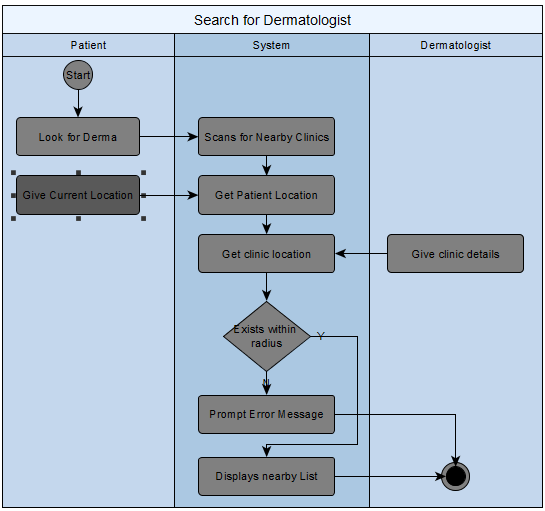 Search for Dermatologist
Patient
System
Dermatologist
Start
Look for Derma
Scans for Nearby Clinics
Give Current Location
Get Patient Location
Get clinic location
Give clinic details
Exists within
radius
Y
N
Prompt Error Message
Displays nearby List